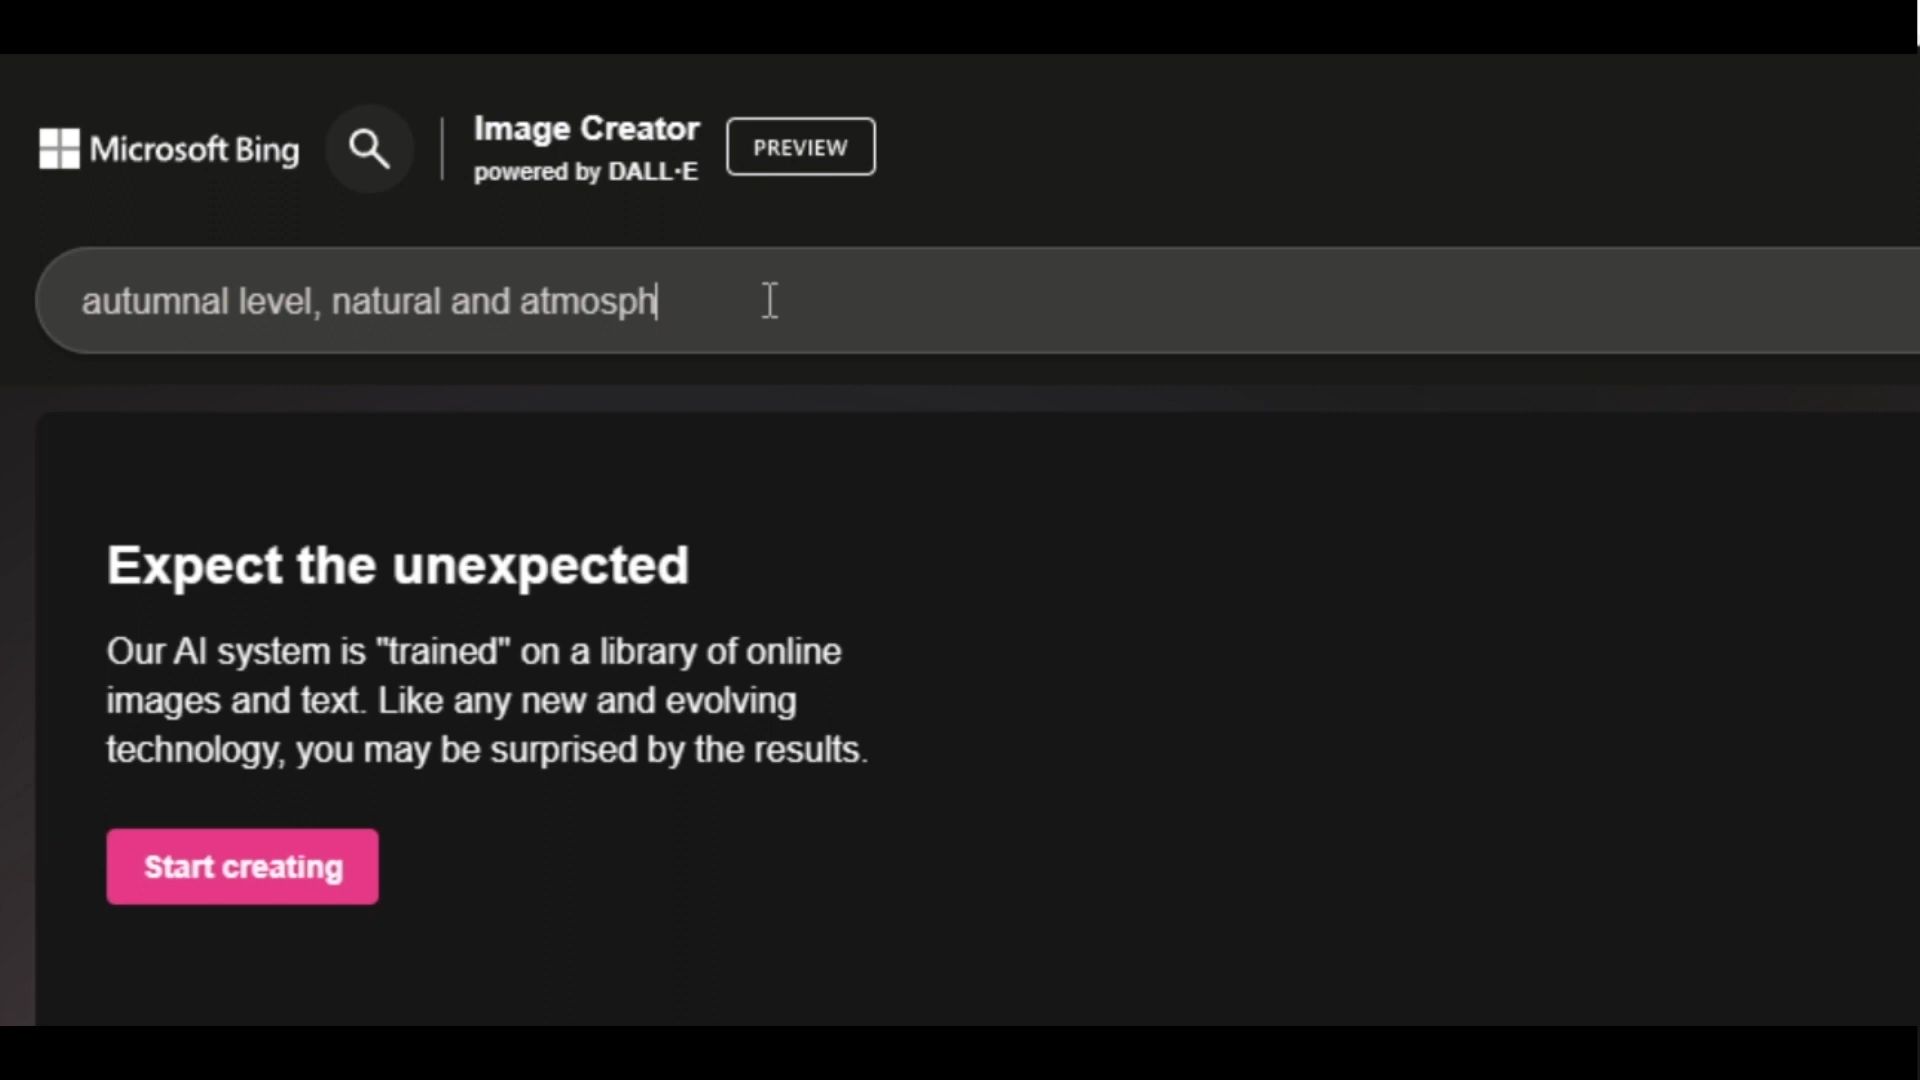 Microsoft Bing
Image Creator
powered by DALL·E
PREVIEW
autumnal level, natural and atmosph
Expect the unexpected
Our AI system is "trained" on a library of online
images and text. Like any new and evolving
technology, you may be surprised by the results.
Start creating